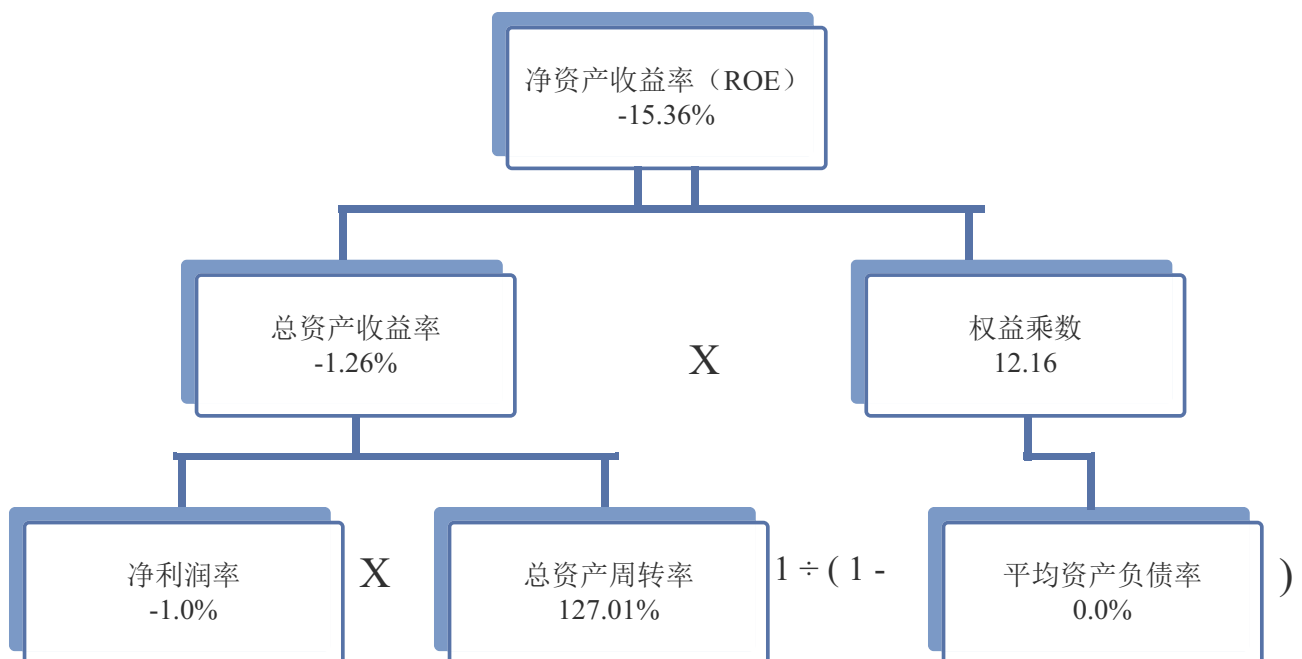 净资产收益率（ROE）
-15.36%
总资产收益率
-1.26%
X
权益乘数
12.16
净利润率
-1.0%
X
总资产周转率
127.01%
1 ÷ ( 1 -
平均资产负债率
0.0%
)